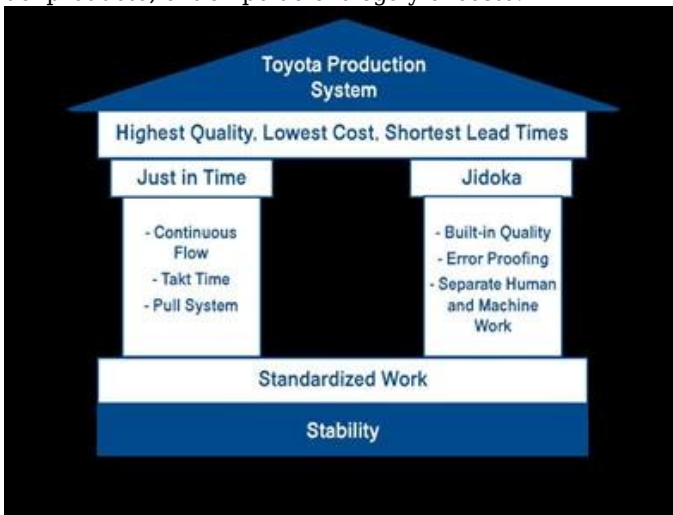 Toyota Production
System
Highest Quality, Lowest Cost, Shortest Lead Times
Just in Time
Jidoka
- Continuous
Flow
- Takt Time
- Pull System
- Built-in Quality
- Error Proofing
- Separate Human
and Machine
Work
Standardized Work
Stability